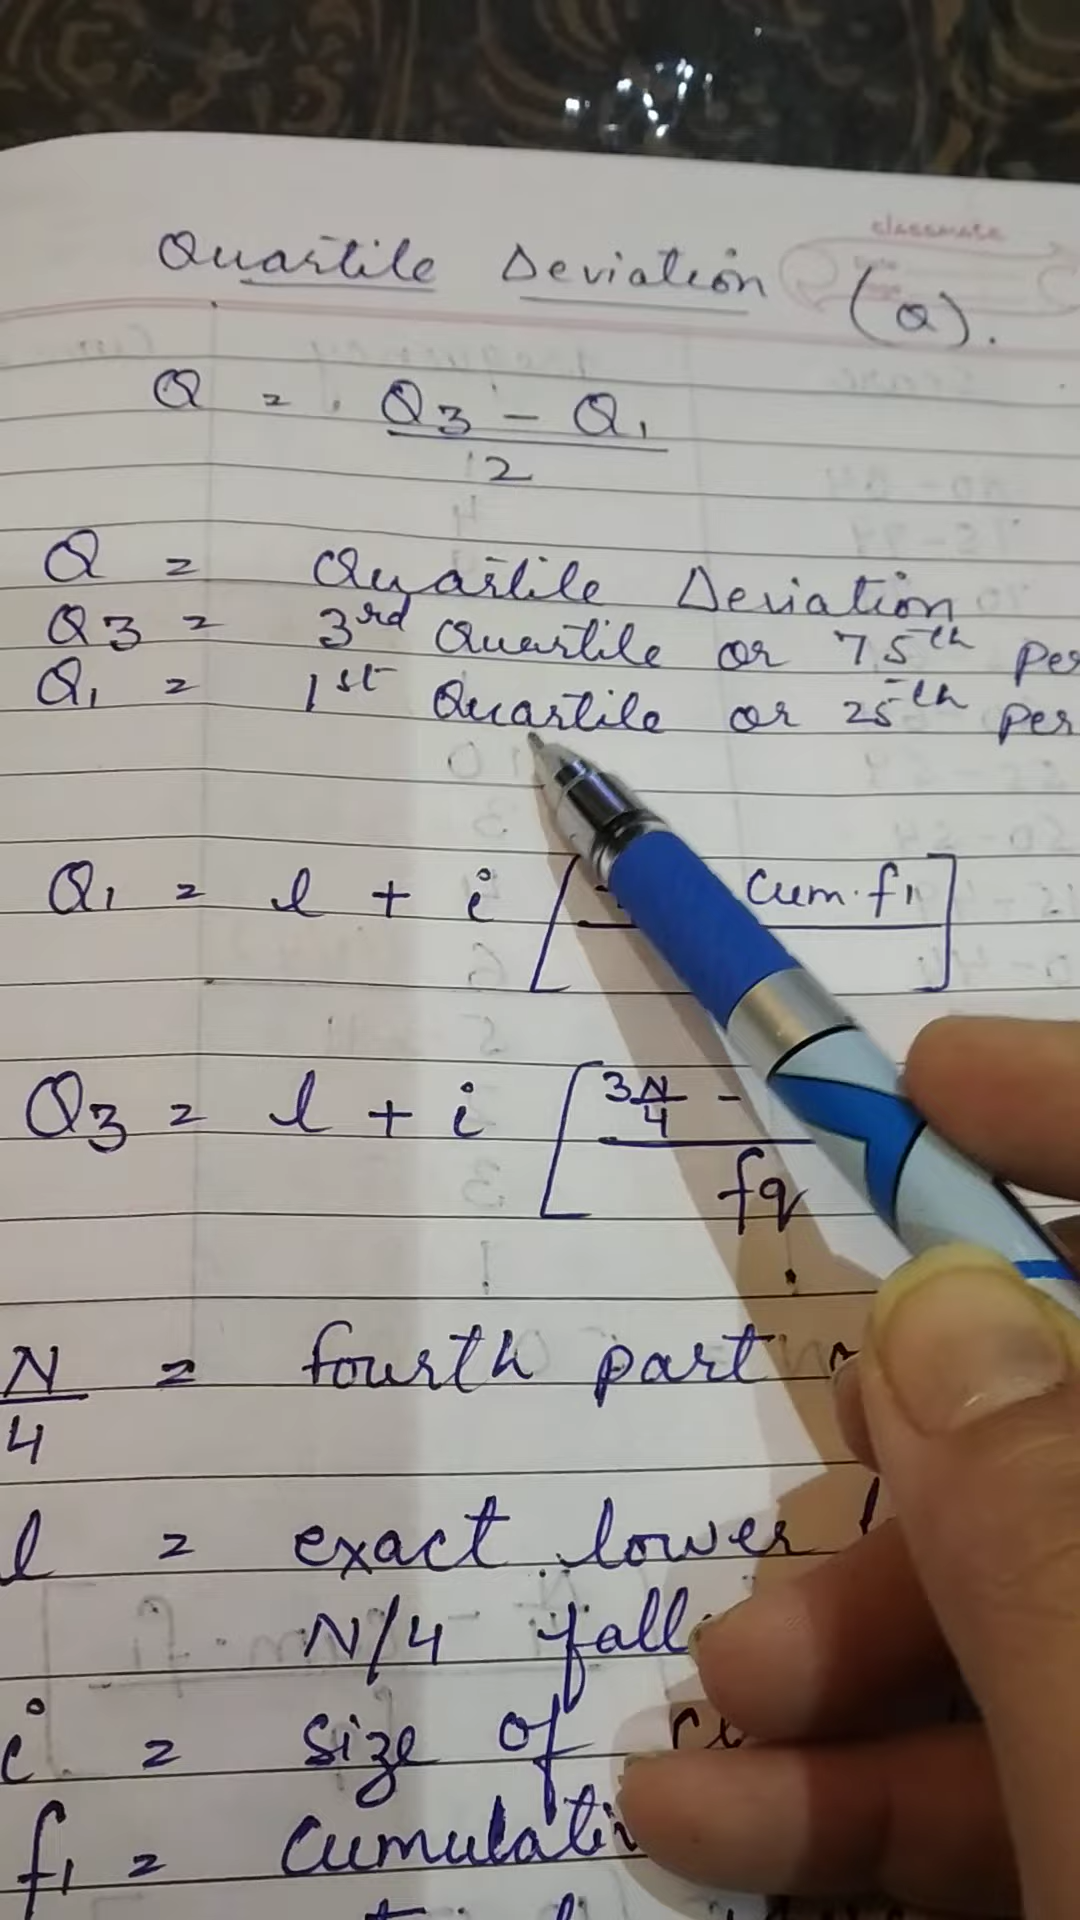 classmate
Quartile Deviation (Q).
Q = Q3 - Q1
2
Q = Quartile Deviation
Q3 = 3rd Quartile or 75th per
Q1 = 1st Quartile or 25th per
Q1 = l + i [ cum.f1 ]
Q3 = l + i [ 3N/4 -
fq
N/4 = fourth part
l = exact lower
N/4 fall
i = size of
f1 = cumulati